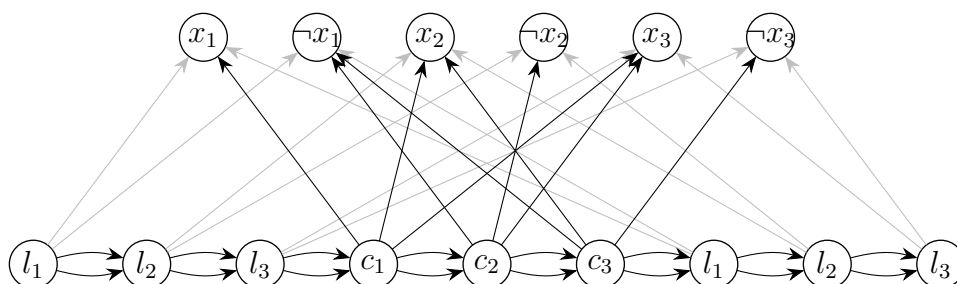 x₁ ¬x₁ x₂ ¬x₂ x₃ ¬x₃
l₁ l₂ l₃ c₁ c₂ c₃ l₁ l₂ l₃